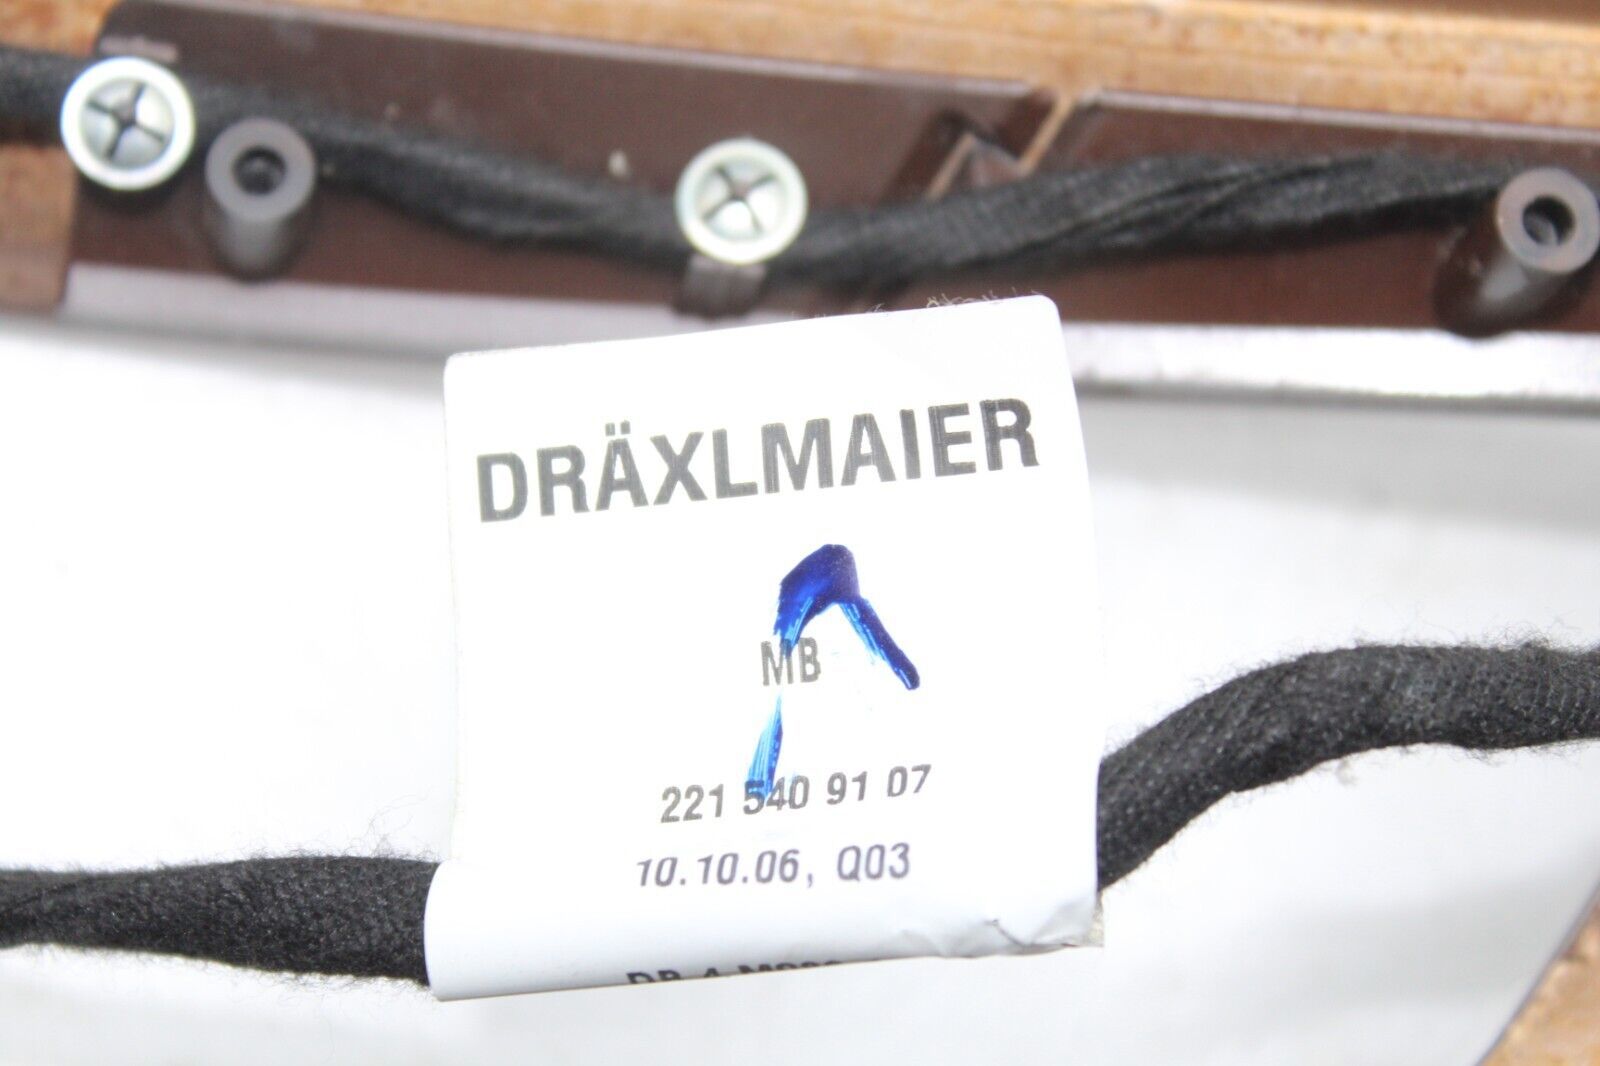 DRÄXLMAIER
MB
221 540 91 07
10.10.06, Q03